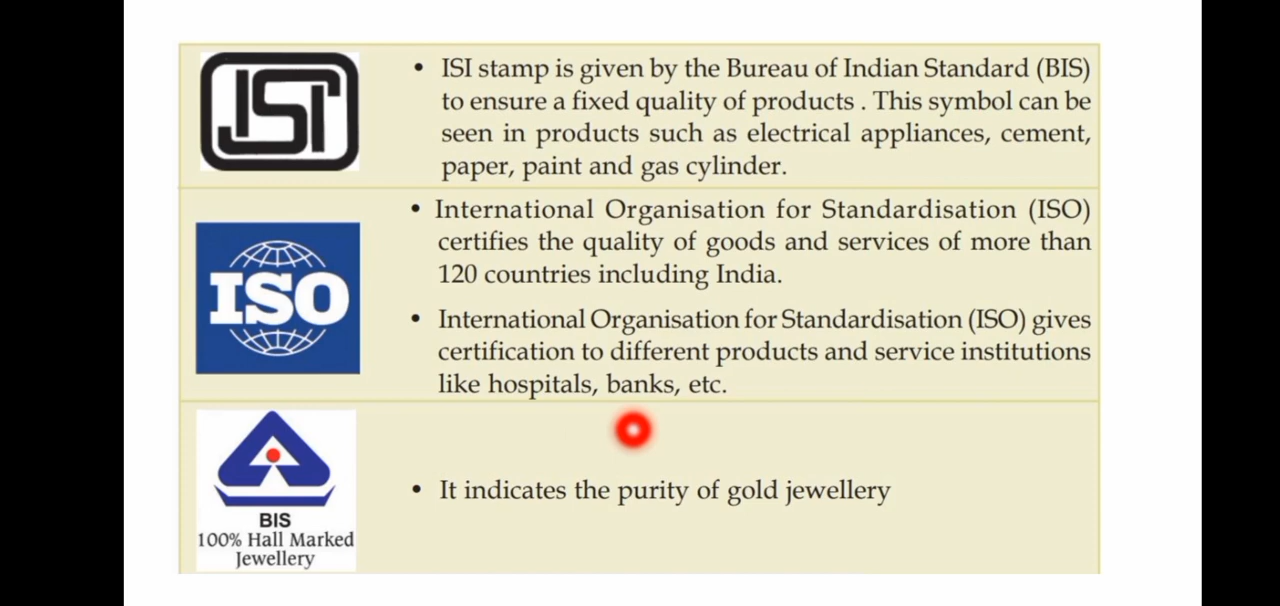 ISI
• ISI stamp is given by the Bureau of Indian Standard (BIS)
to ensure a fixed quality of products . This symbol can be
seen in products such as electrical appliances, cement,
paper, paint and gas cylinder.
ISO
• International Organisation for Standardisation (ISO)
certifies the quality of goods and services of more than
120 countries including India.
• International Organisation for Standardisation (ISO) gives
certification to different products and service institutions
like hospitals, banks, etc.
BIS
100% Hall Marked
Jewellery
• It indicates the purity of gold jewellery